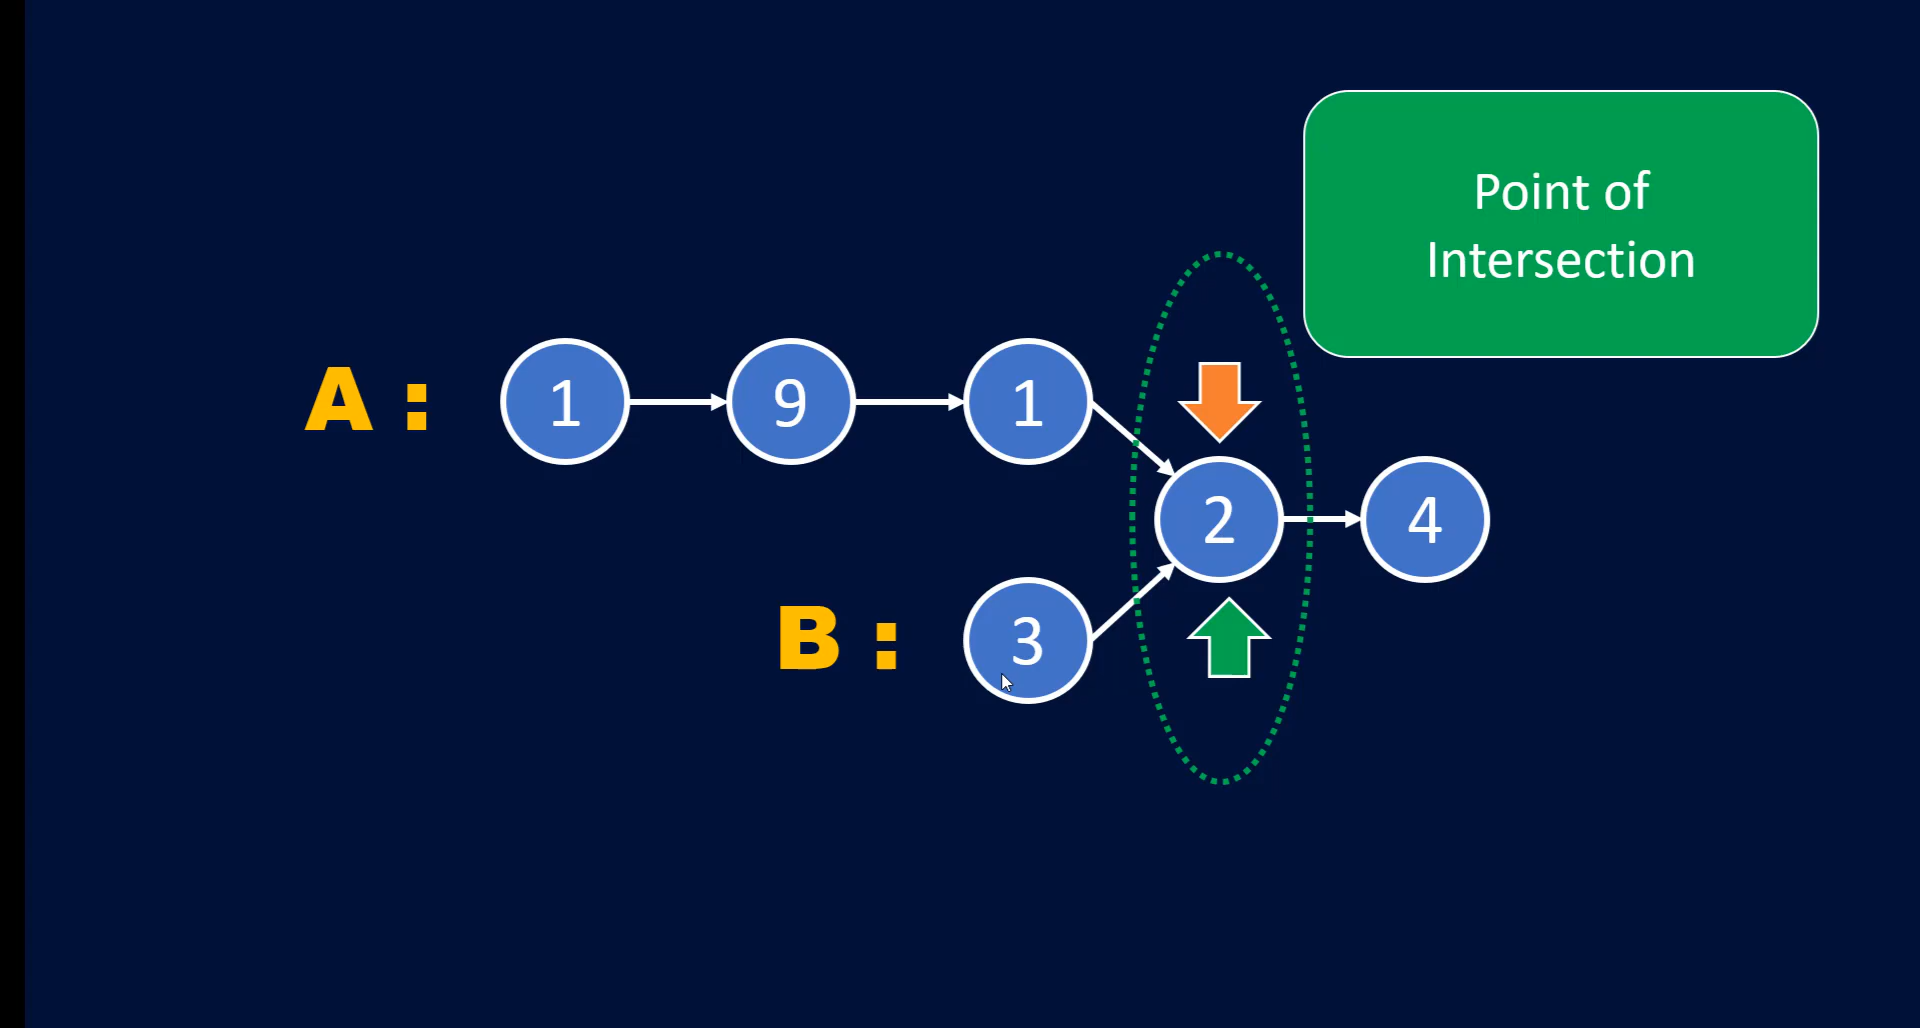 Point of
Intersection
A : 1 9 1
2 4
B : 3